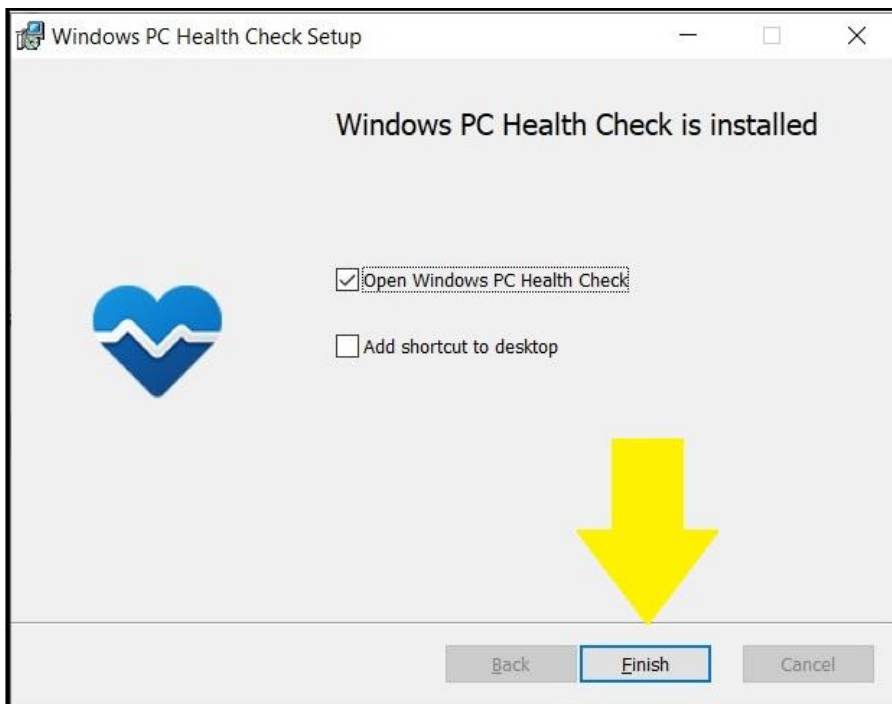 Windows PC Health Check Setup
Windows PC Health Check is installed
Open Windows PC Health Check
Add shortcut to desktop
Back Finish Cancel